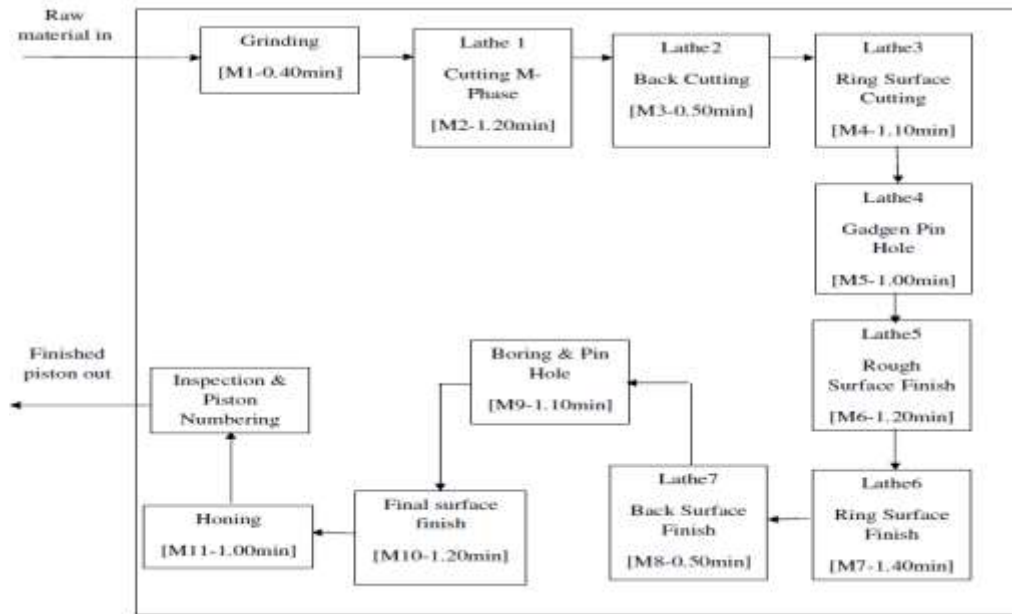 Raw
material in
Grinding
[M1-0.40min]
Lathe 1
Cutting M-
Phase
[M2-1.20min]
Lathe2
Back Cutting
[M3-0.50min]
Lathe3
Ring Surface
Cutting
[M4-1.10min]
Lathe4
Gadgen Pin
Hole
[M5-1.00min]
Lathe5
Rough
Surface Finish
[M6-1.20min]
Lathe6
Ring Surface
Finish
[M7-1.40min]
Lathe7
Back Surface
Finish
[M8-0.50min]
Boring & Pin
Hole
[M9-1.10min]
Final surface
finish
[M10-1.20min]
Honing
[M11-1.00min]
Inspection &
Piston
Numbering
Finished
piston out